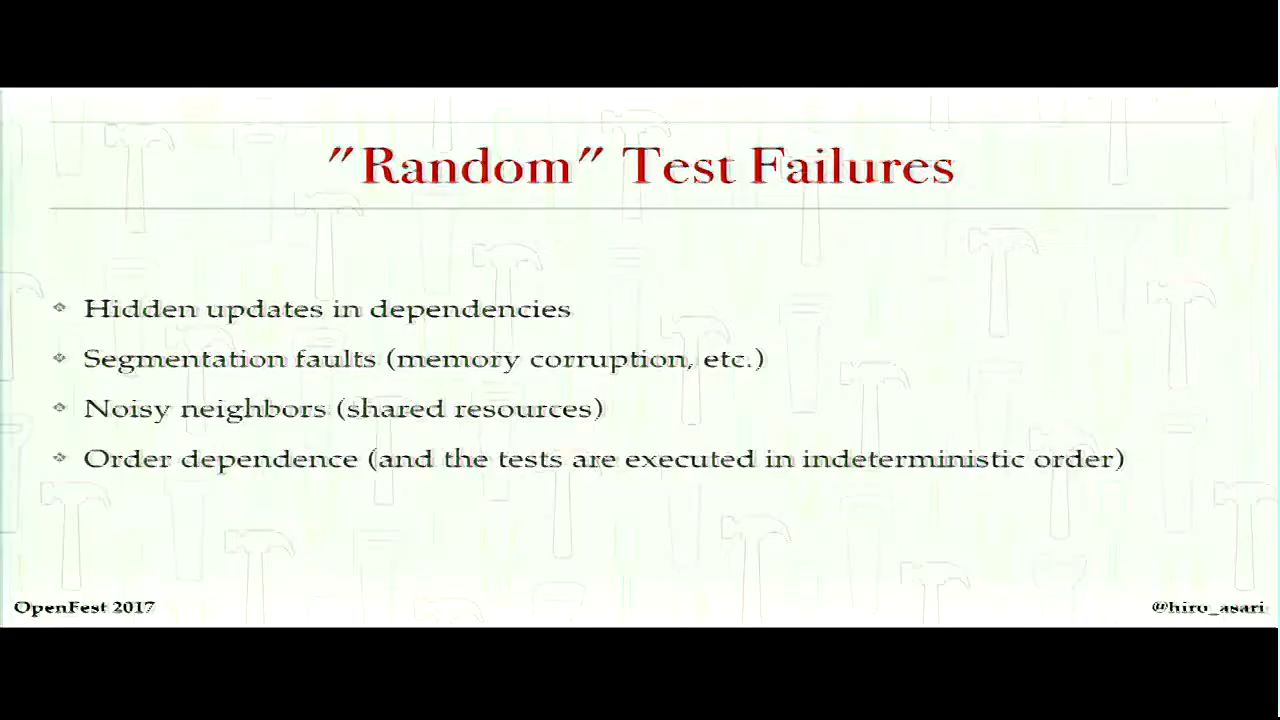 "Random" Test Failures
Hidden updates in dependencies
Segmentation faults (memory corruption, etc.)
Noisy neighbors (shared resources)
Order dependence (and the tests are executed in indeterministic order)
OpenFest 2017
@hiro_asari